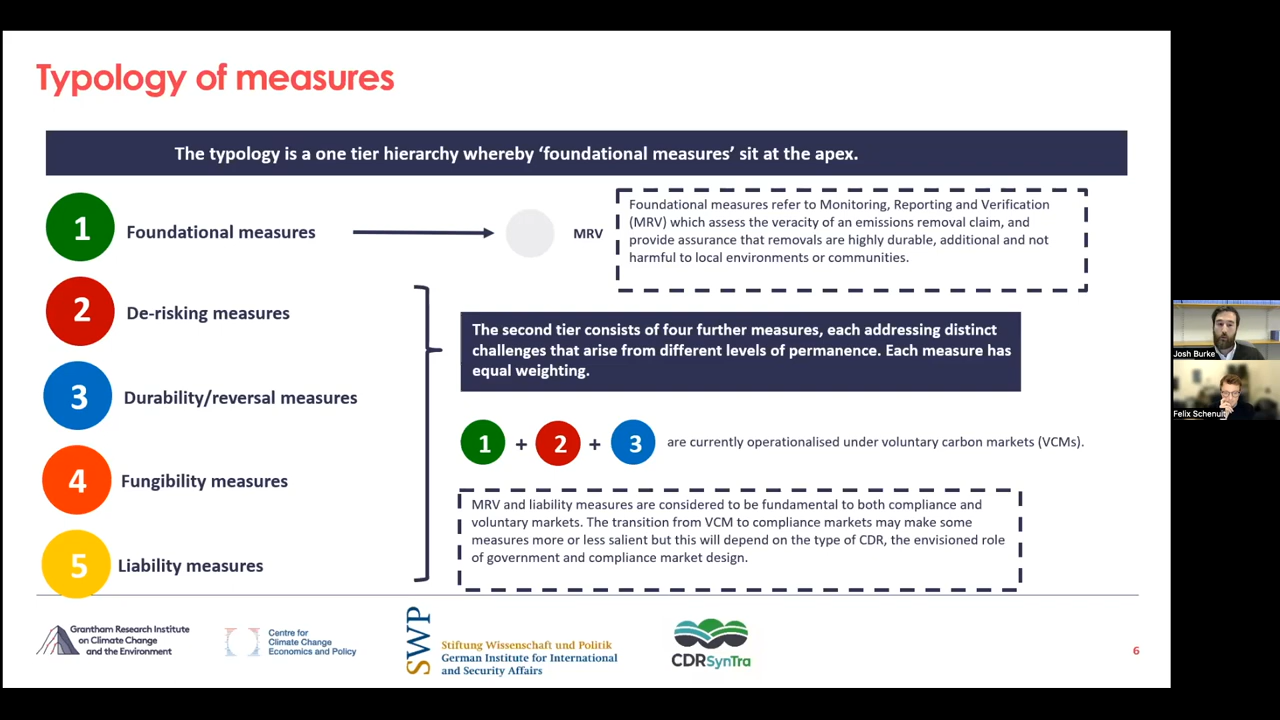 Typology of measures
The typology is a one tier hierarchy whereby ‘foundational measures’ sit at the apex.
1
Foundational measures
MRV
Foundational measures refer to Monitoring, Reporting and Verification
(MRV) which assess the veracity of an emissions removal claim, and
provide assurance that removals are highly durable, additional and not
harmful to local environments or communities.
2
De-risking measures
3
Durability/reversal measures
4
Fungibility measures
5
Liability measures
The second tier consists of four further measures, each addressing distinct
challenges that arise from different levels of permanence. Each measure has
equal weighting.
1 + 2 + 3 are currently operationalised under voluntary carbon markets (VCMs).
MRV and liability measures are considered to be fundamental to both compliance and
voluntary markets. The transition from VCM to compliance markets may make some
measures more or less salient but this will depend on the type of CDR, the envisioned role
of government and compliance market design.
Grantham Research Institute
on Climate Change
and the Environment
Centre for
Climate Change
Economics and Policy
SWP
Stiftung Wissenschaft und Politik
German Institute for International
and Security Affairs
CDRSynTra
6
Josh Burke
Felix Schenuit